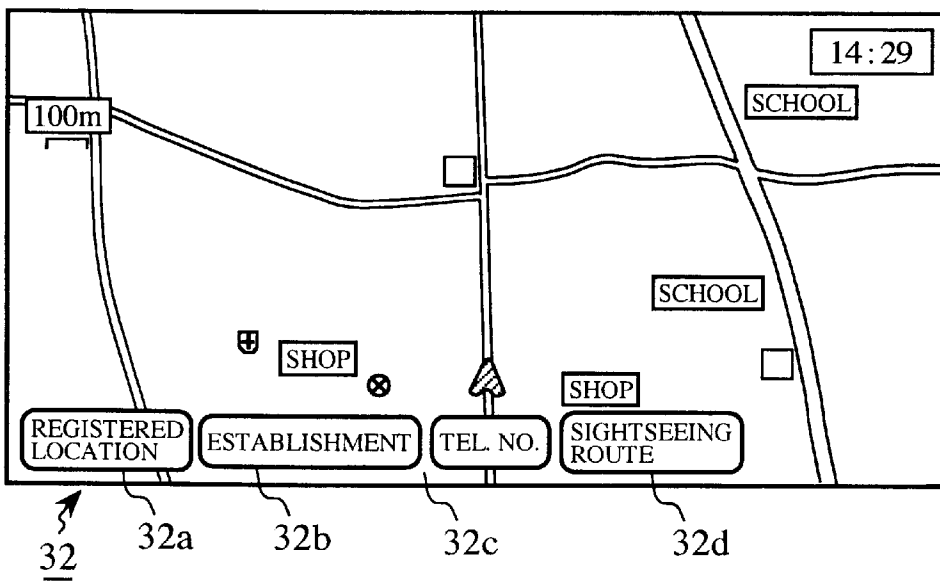 14:29
SCHOOL
100m
SCHOOL
SHOP
SHOP
REGISTERED
LOCATION
ESTABLISHMENT
TEL. NO.
SIGHTSEEING
ROUTE
32
32a
32b
32c
32d